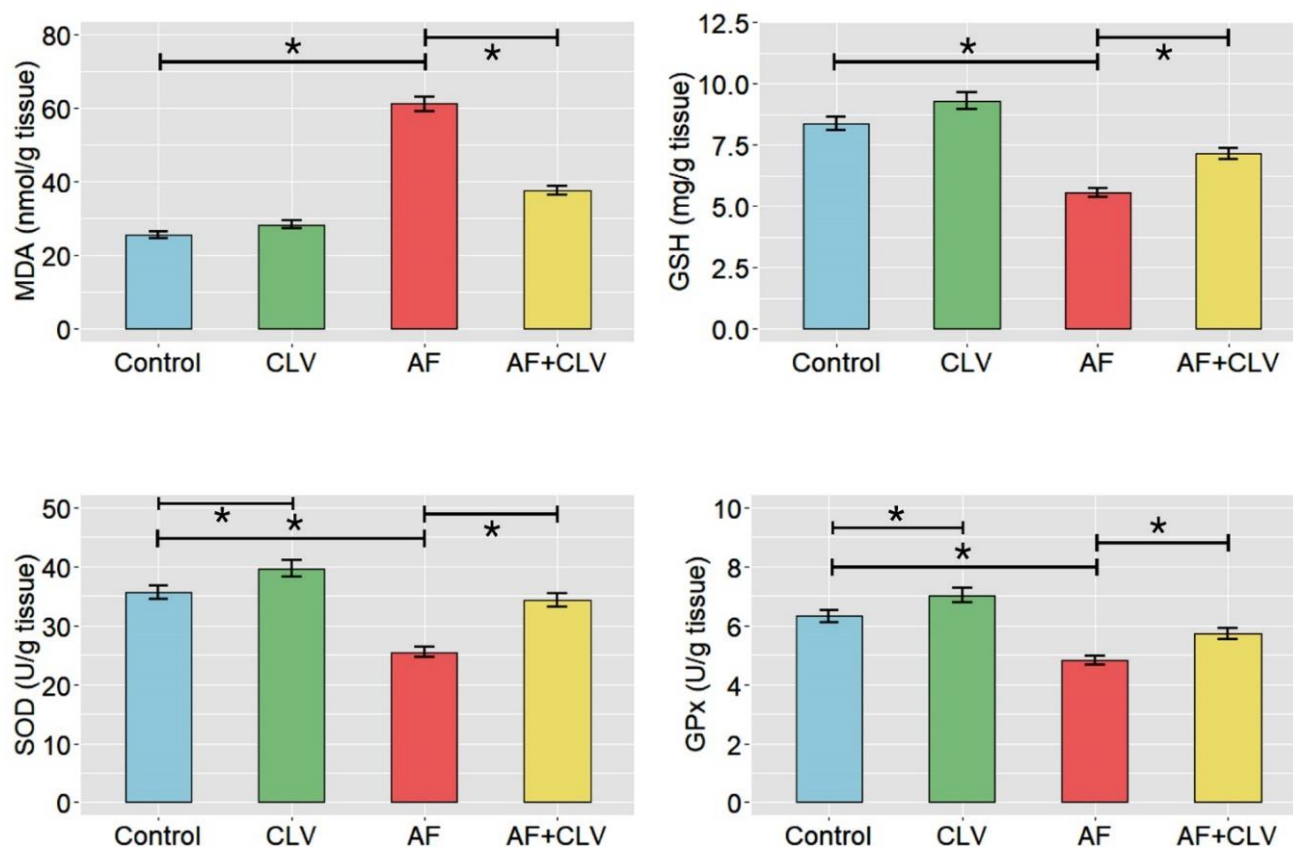 MDA (nmol/g tissue)
80
60
40
20
0
* *
Control CLV AF AF+CLV
GSH (mg/g tissue)
12.5
10.0
7.5
5.0
2.5
0.0
* *
Control CLV AF AF+CLV
SOD (U/g tissue)
50
40
30
20
10
0
* * *
Control CLV AF AF+CLV
GPx (U/g tissue)
10
8
6
4
2
0
* * *
Control CLV AF AF+CLV